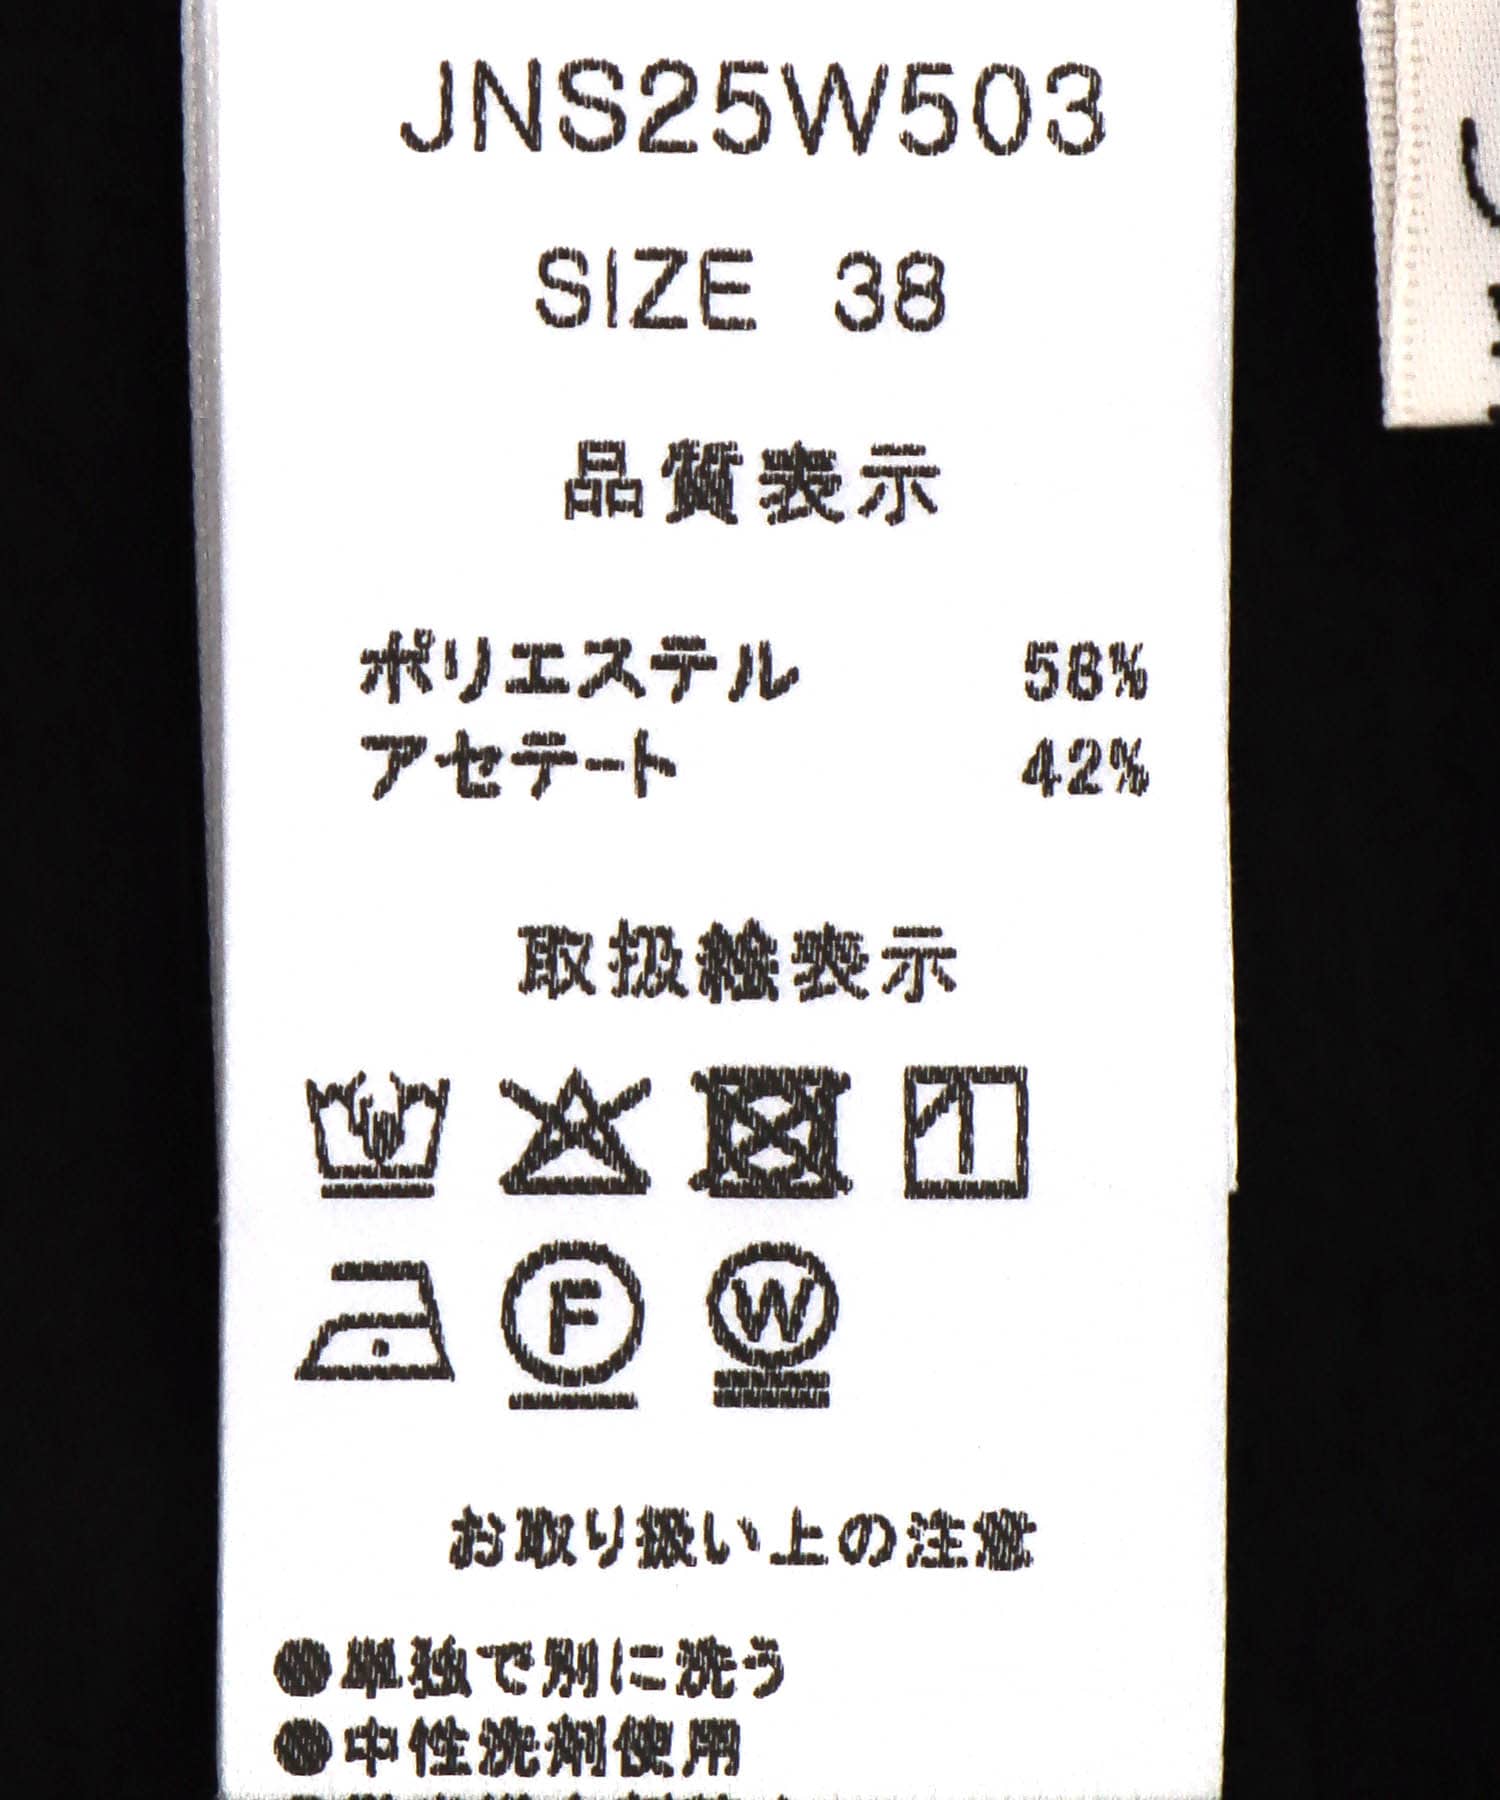 JNS25W503
SIZE 38
品質表示
ポリエステル 58%
アセテート 42%
取扱絵表示
F W
お取り扱い上の注意
●単独で別に洗う
●中性洗剤使用